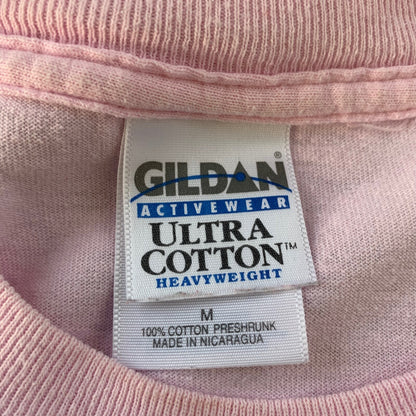 GILDAN®
ACTIVEWEAR
ULTRA
COTTON™
HEAVYWEIGHT
M
100% COTTON PRESHRUNK
MADE IN NICARAGUA